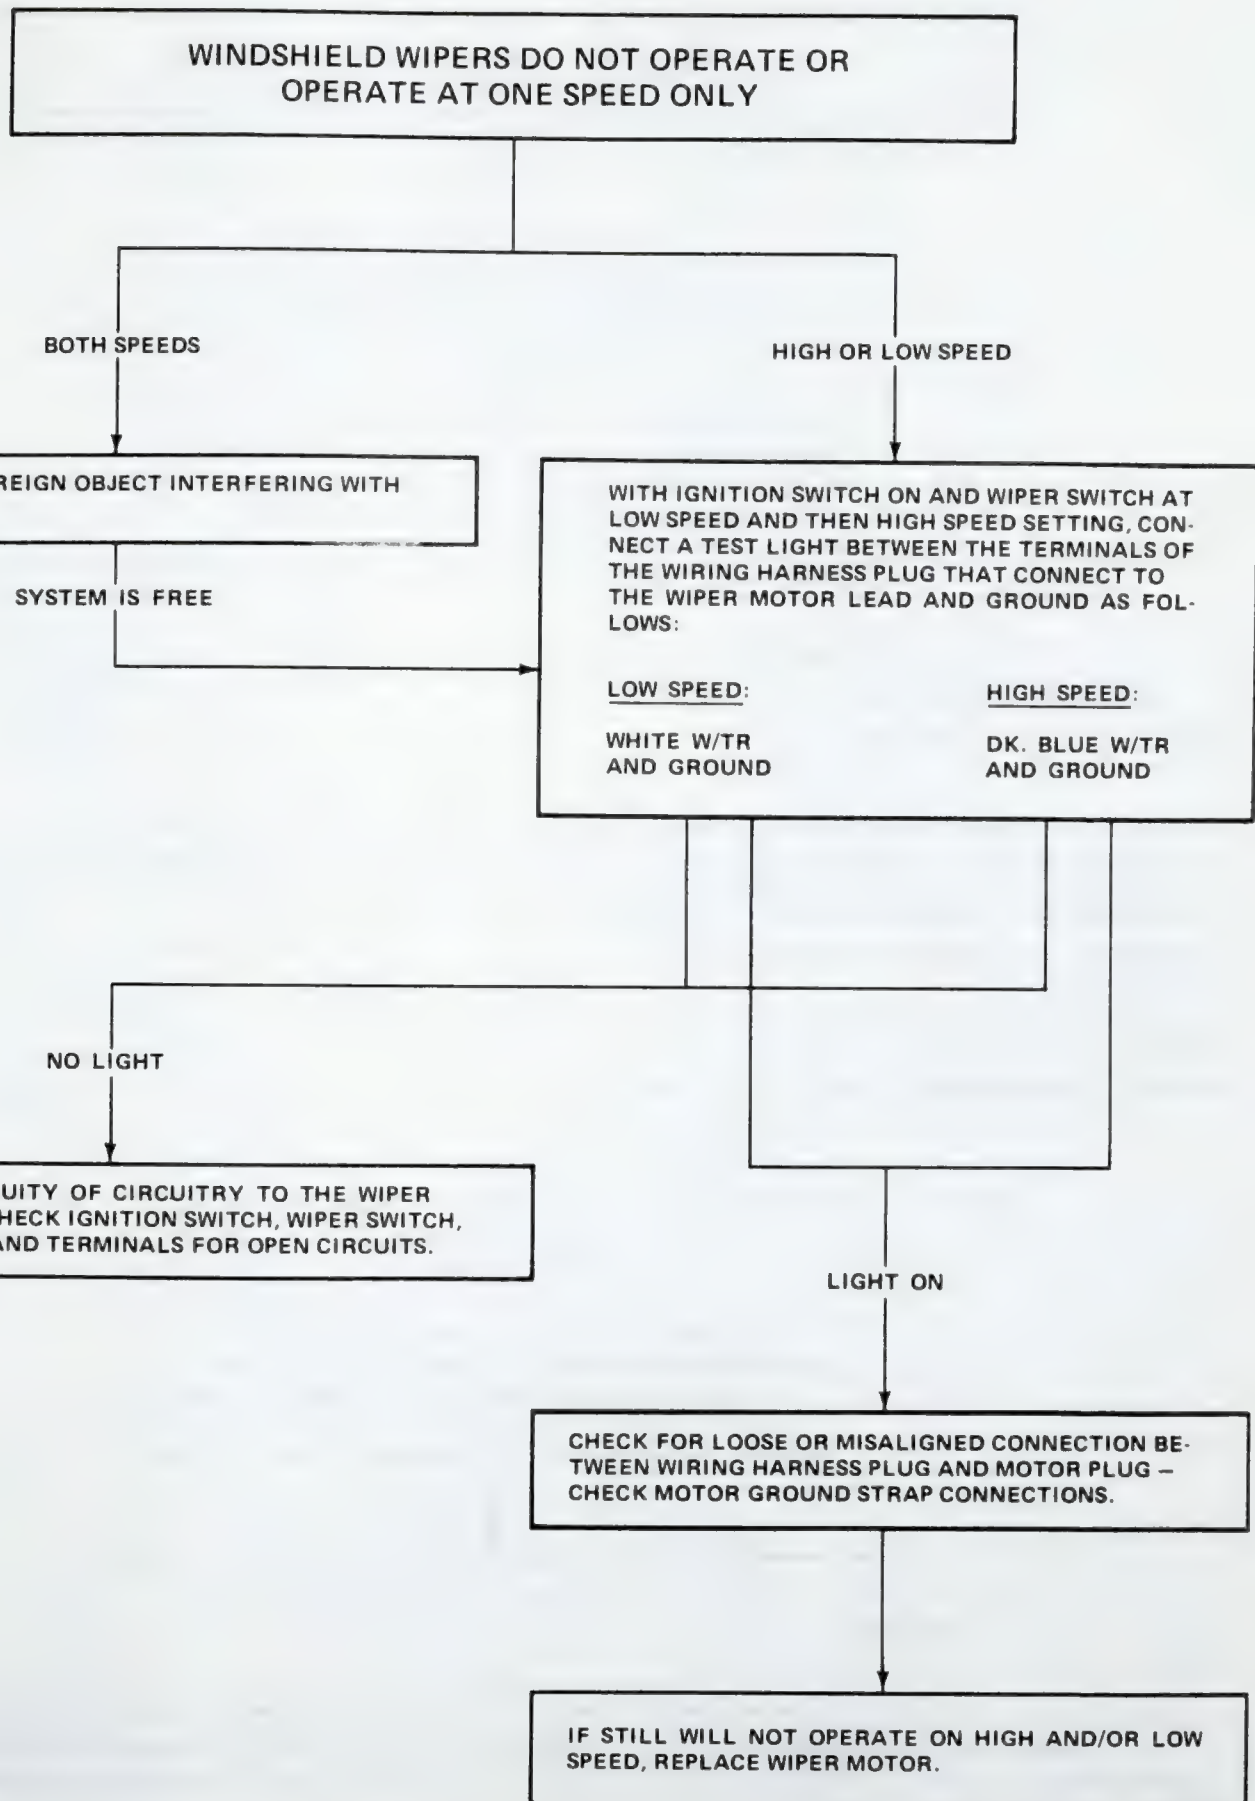 WINDSHIELD WIPERS DO NOT OPERATE OR
OPERATE AT ONE SPEED ONLY
BOTH SPEEDS
HIGH OR LOW SPEED
REIGN OBJECT INTERFERING WITH
SYSTEM IS FREE
WITH IGNITION SWITCH ON AND WIPER SWITCH AT
LOW SPEED AND THEN HIGH SPEED SETTING, CON-
NECT A TEST LIGHT BETWEEN THE TERMINALS OF
THE WIRING HARNESS PLUG THAT CONNECT TO
THE WIPER MOTOR LEAD AND GROUND AS FOL-
LOWS:
LOW SPEED:
WHITE W/TR
AND GROUND
HIGH SPEED:
DK. BLUE W/TR
AND GROUND
NO LIGHT
UITY OF CIRCUITRY TO THE WIPER
HECK IGNITION SWITCH, WIPER SWITCH,
AND TERMINALS FOR OPEN CIRCUITS.
LIGHT ON
CHECK FOR LOOSE OR MISALIGNED CONNECTION BE-
TWEEN WIRING HARNESS PLUG AND MOTOR PLUG –
CHECK MOTOR GROUND STRAP CONNECTIONS.
IF STILL WILL NOT OPERATE ON HIGH AND/OR LOW
SPEED, REPLACE WIPER MOTOR.